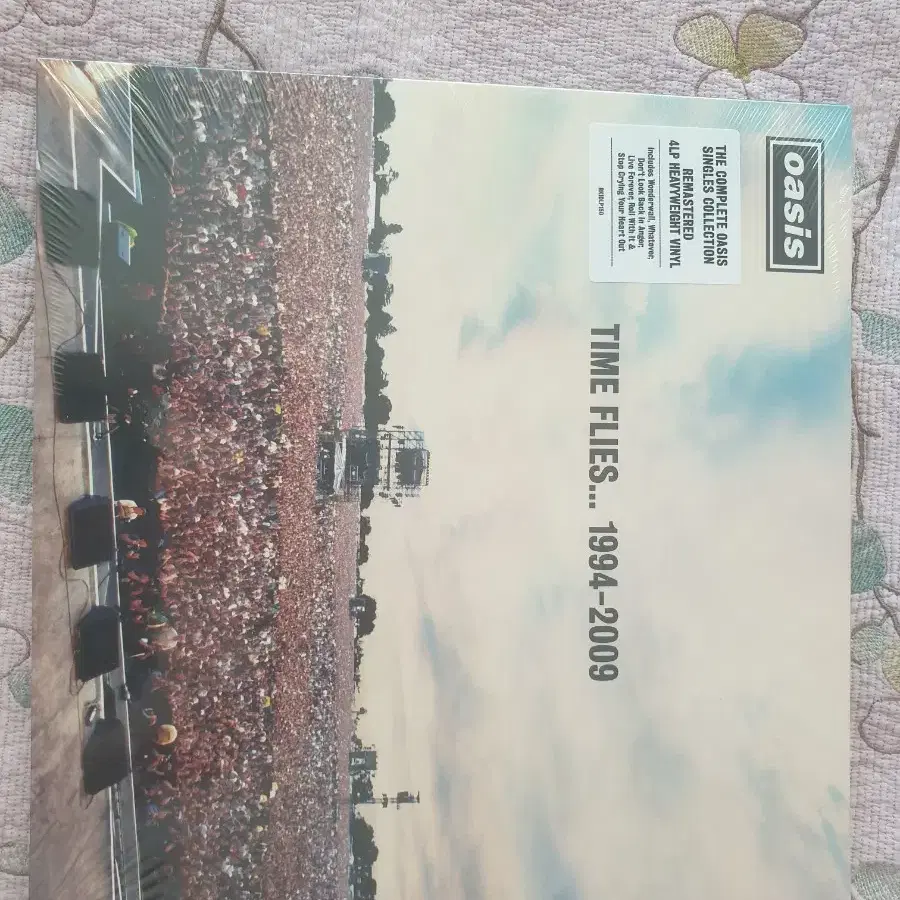 oasis
THE COMPLETE OASIS
SINGLES COLLECTION
REMASTERED
4LP HEAVYWEIGHT VINYL
Includes Wonderwall, Whatever,
Don't Look Back in Anger,
Live Forever, Roll With It &
Stop Crying Your Heart Out
TIME FLIES... 1994–2009